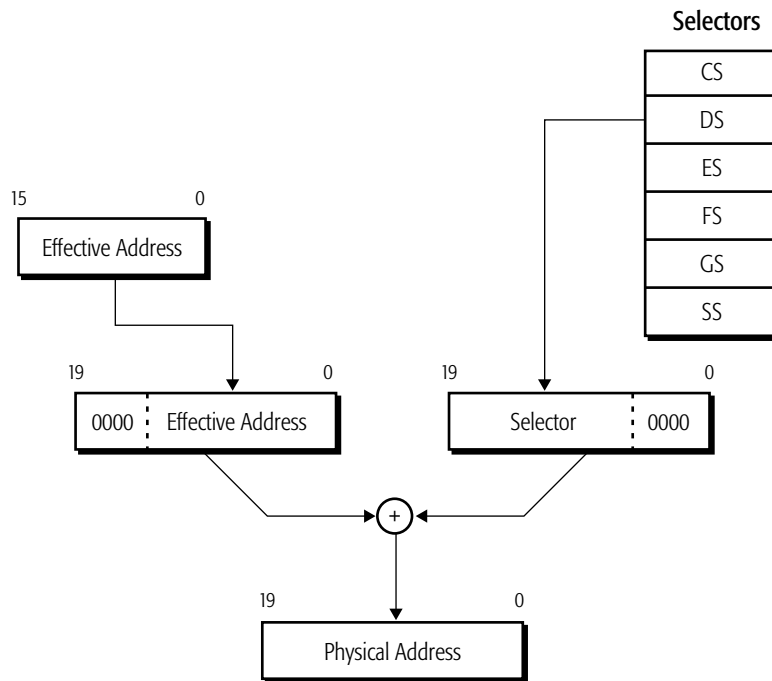 Selectors
CS
DS
ES
FS
GS
SS
15 0
Effective Address
19 0
0000 Effective Address
19 0
Selector 0000
+
19 0
Physical Address